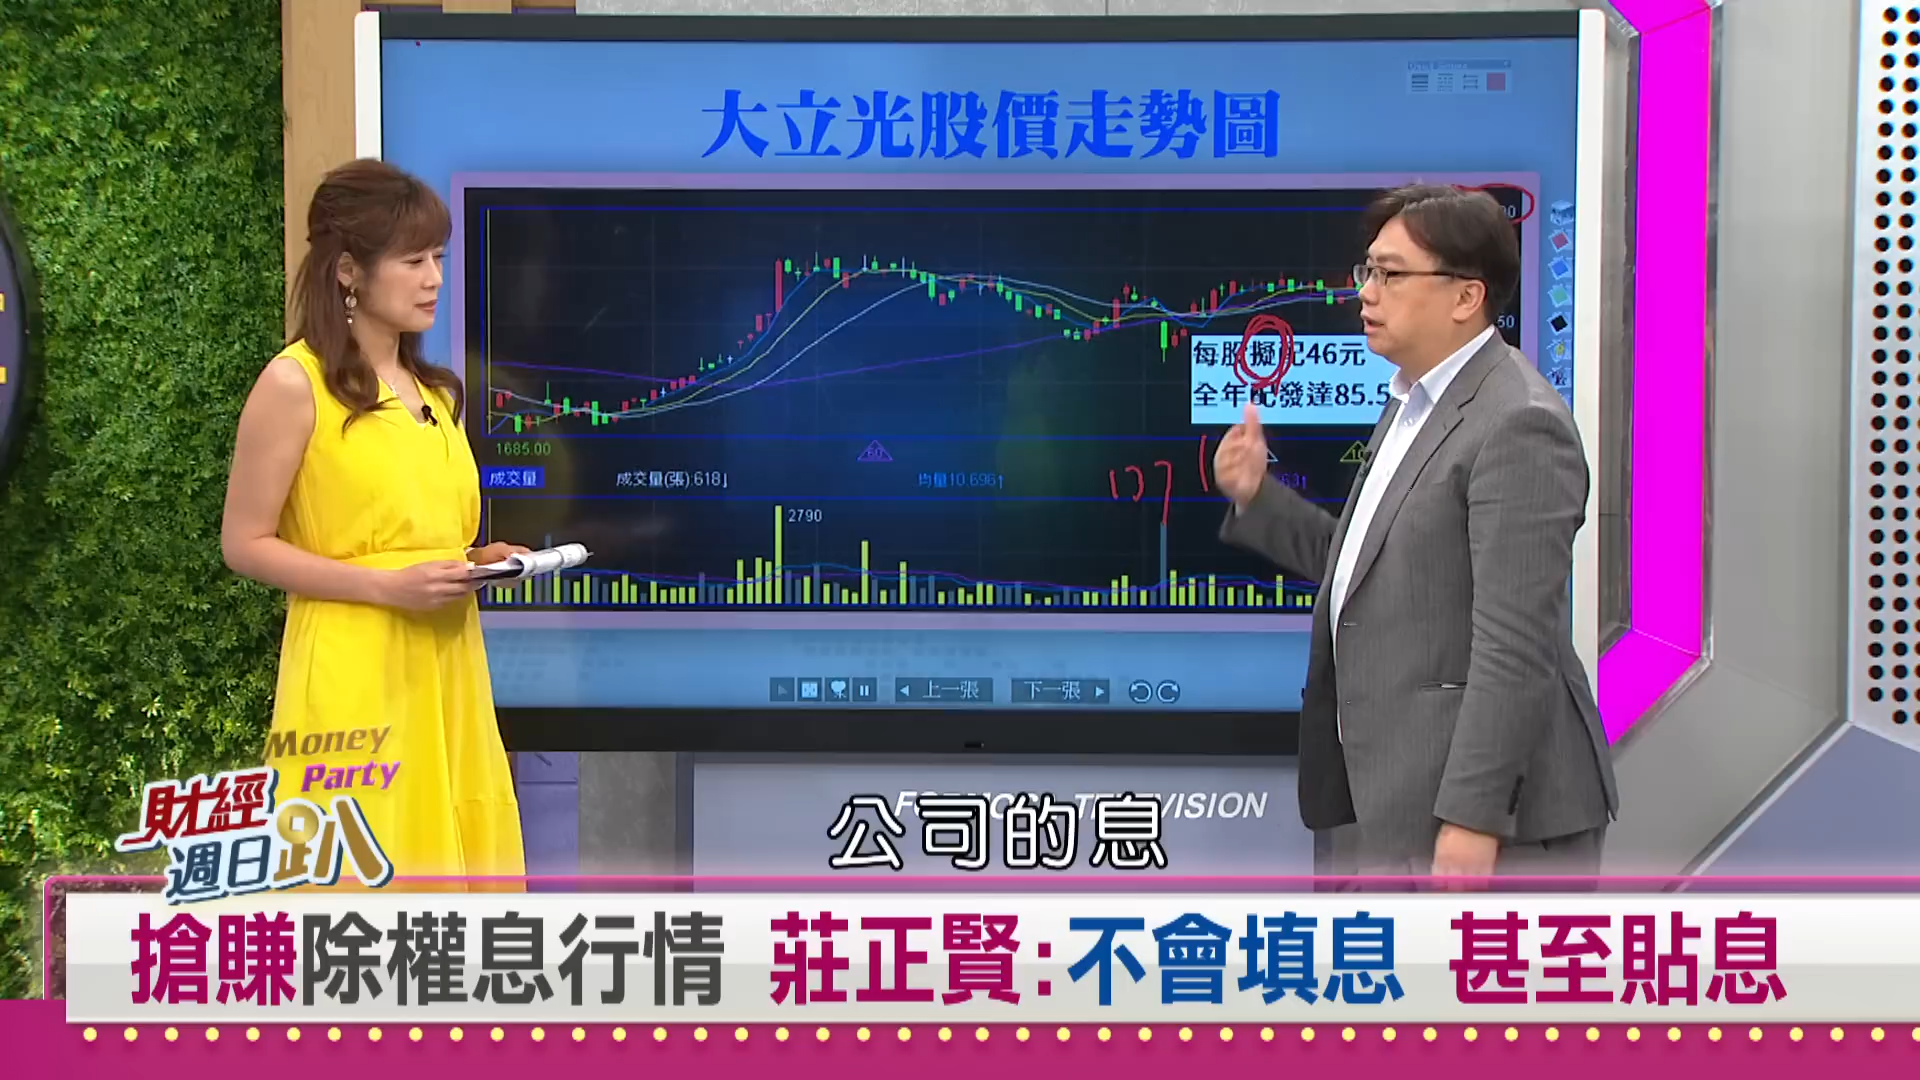 大立光股價走勢圖
50
每股擬配46元
全年配發達85.5
1685.00
60
成交量
成交量(張):618↓
均量10.696↑
137
2790
上一張
下一張
Money
Party
財經
週日趴
公司的息
搶賺除權息行情 莊正賢:不會填息 甚至貼息